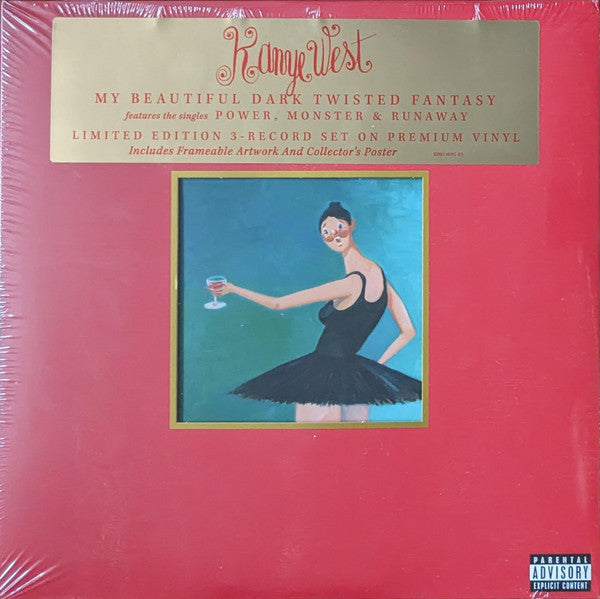 Kanye West
MY BEAUTIFUL DARK TWISTED FANTASY
features the singles POWER, MONSTER & RUNAWAY
LIMITED EDITION 3-RECORD SET ON PREMIUM VINYL
Includes Frameable Artwork And Collector's Poster
PARENTAL
ADVISORY
EXPLICIT CONTENT